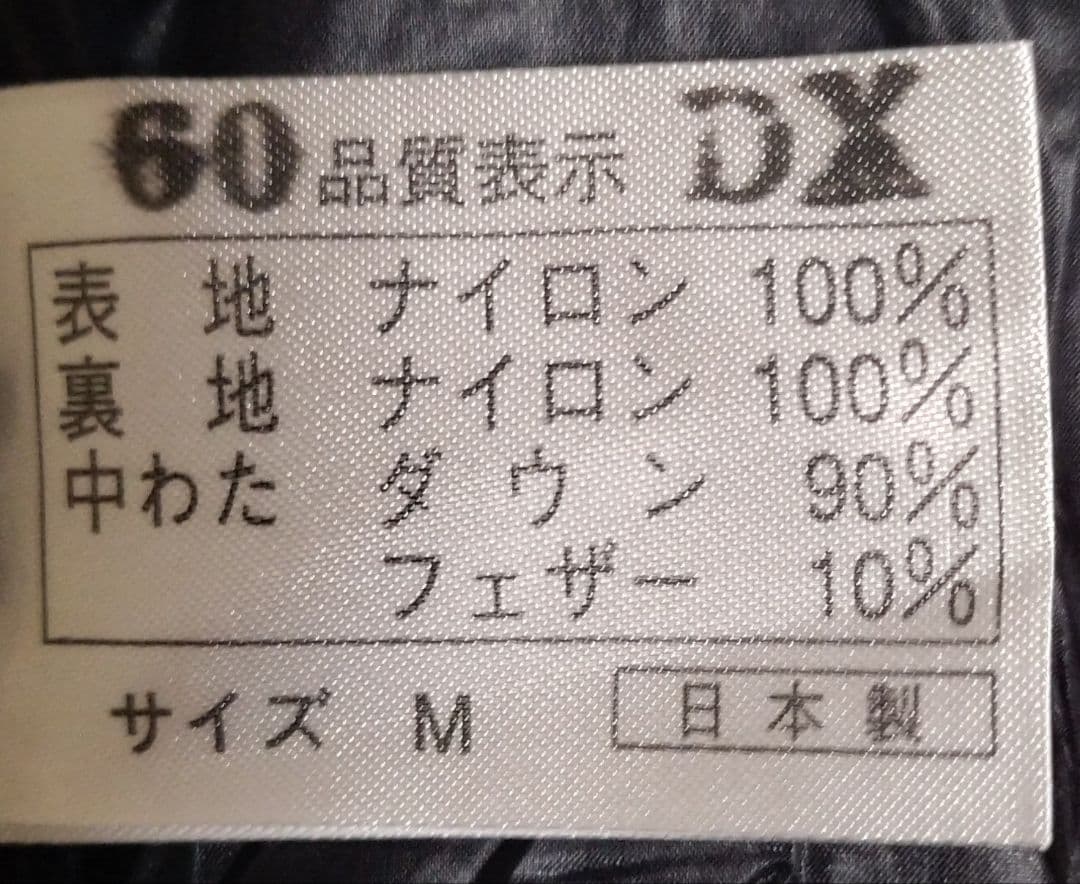 60 品質表示 DX
表 地 ナイロン 100%
裏 地 ナイロン 100%
中わた ダウン 90%
フェザー 10%
サイズ M 日本製